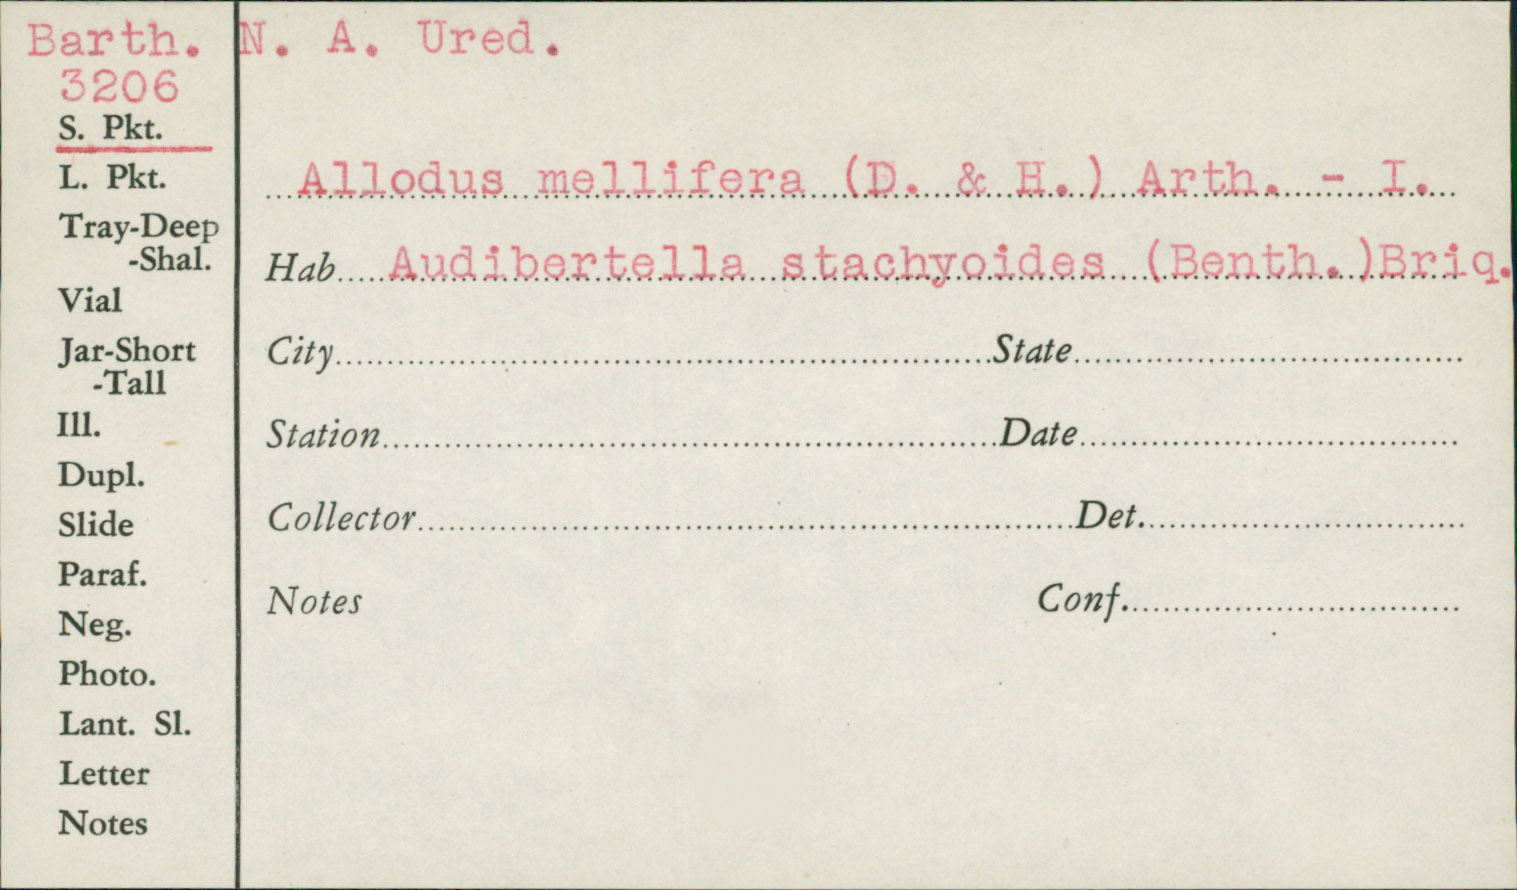 Barth. N. A. Ured.
3206
S. Pkt.
L. Pkt.
Tray-Deep
-Shal.
Vial
Jar-Short
-Tall
Ill.
Dupl.
Slide
Paraf.
Neg.
Photo.
Lant. Sl.
Letter
Notes
Allodus mellifera (D. & H.) Arth. - I.
Hab Audibertella stachyoides (Benth.)Briq.
City State
Station Date
Collector Det.
Notes Conf.